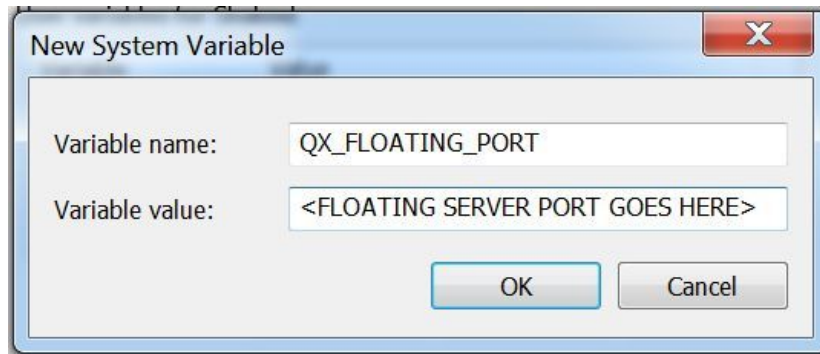 New System Variable
Variable name: QX_FLOATING_PORT
Variable value: <FLOATING SERVER PORT GOES HERE>
OK Cancel